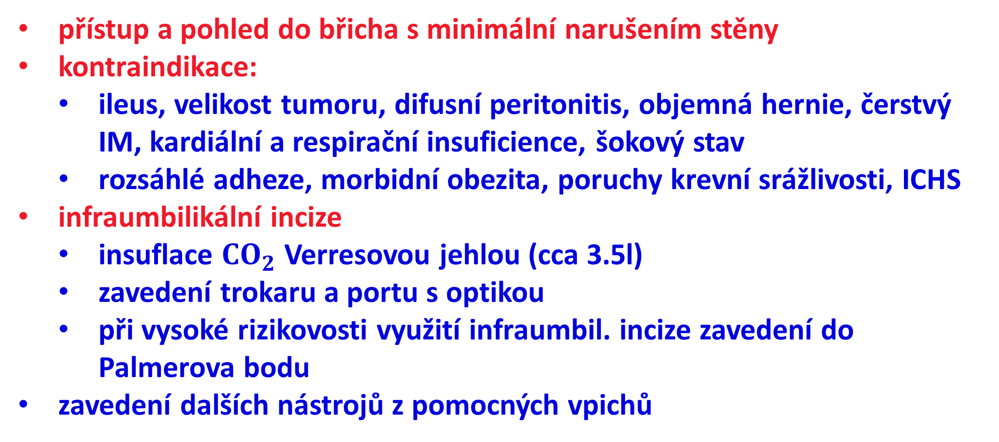 • přístup a pohled do břicha s minimální narušením stěny
• kontraindikace:
• ileus, velikost tumoru, difusní peritonitis, objemná hernie, čerstvý
IM, kardiální a respirační insuficience, šokový stav
• rozsáhlé adheze, morbidní obezita, poruchy krevní srážlivosti, ICHS
• infraumbilikální incize
• insuflace CO₂ Verresovou jehlou (cca 3.5l)
• zavedení trokaru a portu s optikou
• při vysoké rizikovosti využití infraumbil. incize zavedení do
Palmerova bodu
• zavedení dalších nástrojů z pomocných vpichů